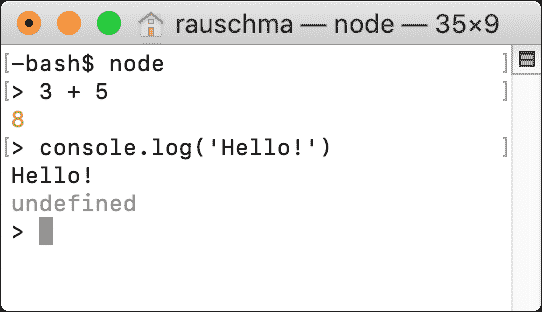 rauschma — node — 35×9
-bash$ node
> 3 + 5
8
> console.log('Hello!')
Hello!
undefined
>